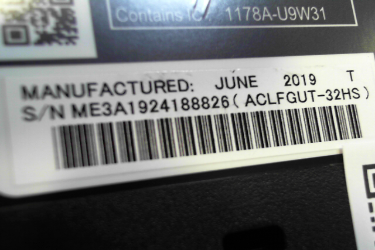 Contains IC: 1178A-U9W31
MANUFACTURED: JUNE 2019 T
S/N ME3A1924188826(ACLFGUT-32HS)